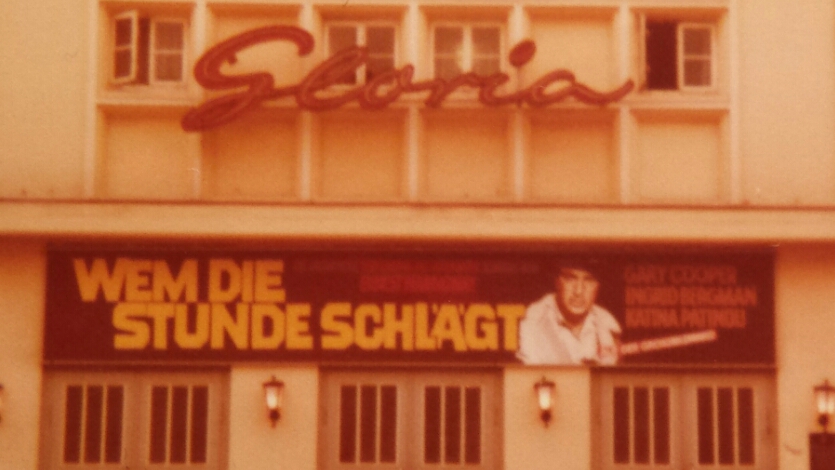 Gloria
WEM DIE
STUNDE SCHLÄGT
GARY COOPER
INGRID BERGMAN
KATINA PAXINOU